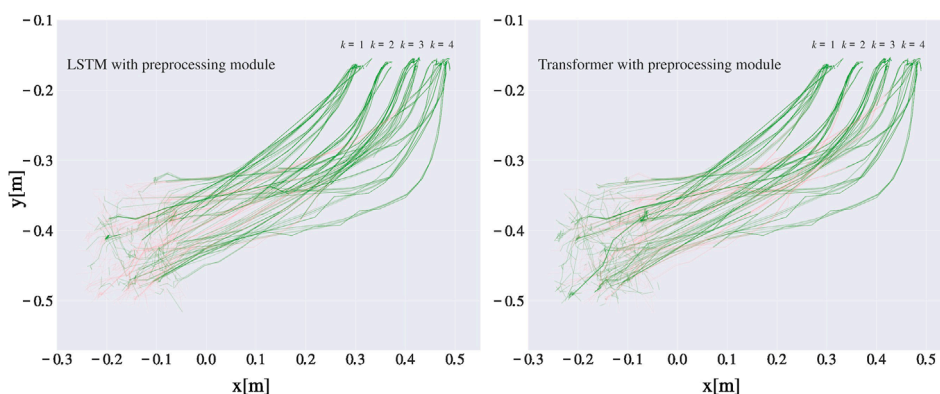 −0.1
k = 1 k = 2 k = 3 k = 4
LSTM with preprocessing module
−0.2
−0.3
y[m]
−0.4
−0.5
−0.3 −0.2 −0.1 0.0 0.1 0.2 0.3 0.4 0.5
x[m]
−0.1
k = 1 k = 2 k = 3 k = 4
Transformer with preprocessing module
−0.2
−0.3
y[m]
−0.4
−0.5
−0.3 −0.2 −0.1 0.0 0.1 0.2 0.3 0.4 0.5
x[m]